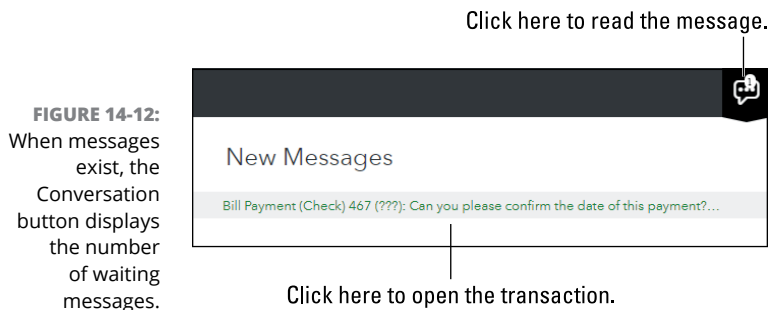 Click here to read the message.
1
FIGURE 14-12:
When messages
exist, the
Conversation
button displays
the number
of waiting
messages.
New Messages
Bill Payment (Check) 467 (???): Can you please confirm the date of this payment?...
Click here to open the transaction.